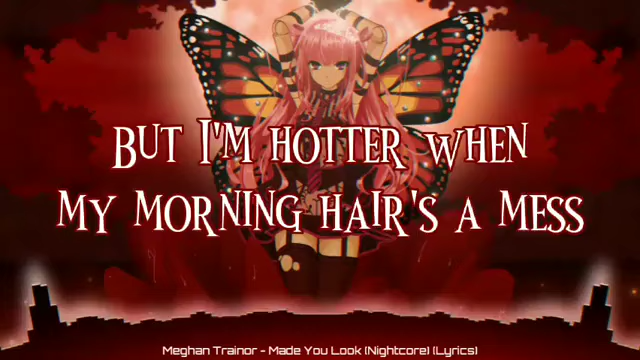 But I'm hotter when
my morning hair's a mess
Meghan Trainor - Made You Look (Nightcore) (Lyrics)